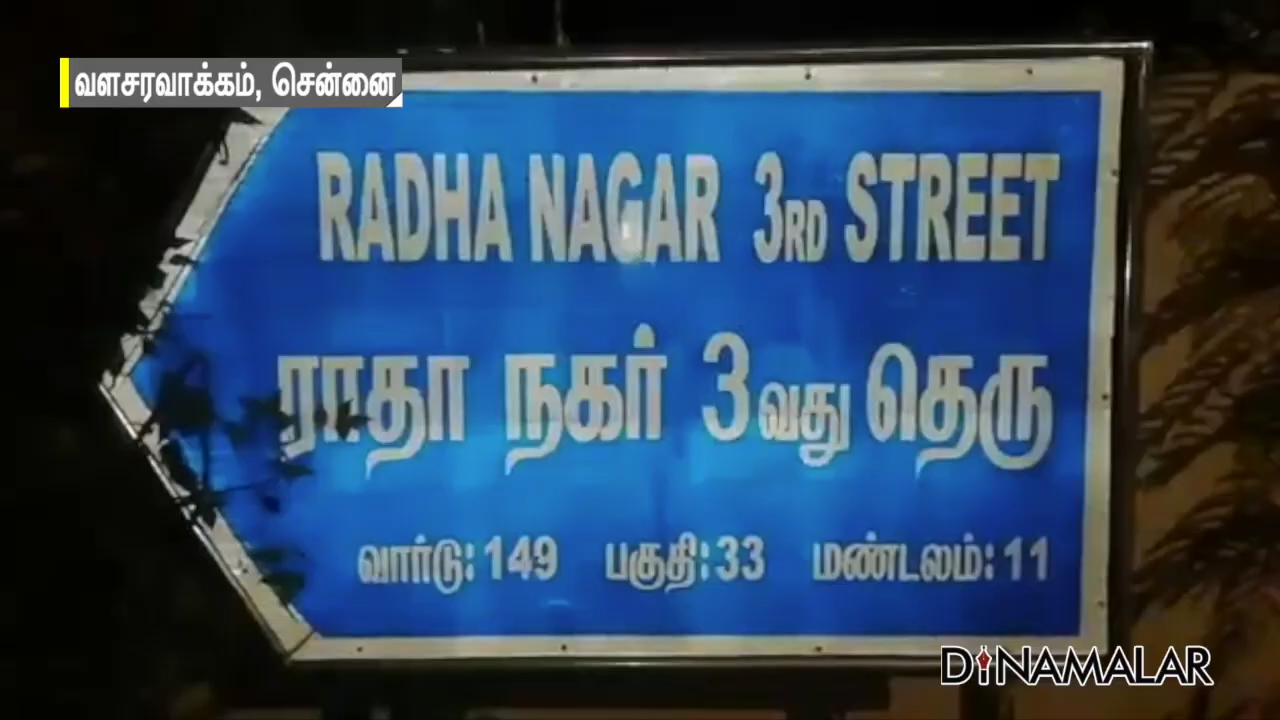 வளசரவாக்கம், சென்னை
RADHA NAGAR 3RD STREET
ராதா நகர் 3வது தெரு
வார்டு: 149 பகுதி: 33 மண்டலம்: 11
DINAMALAR